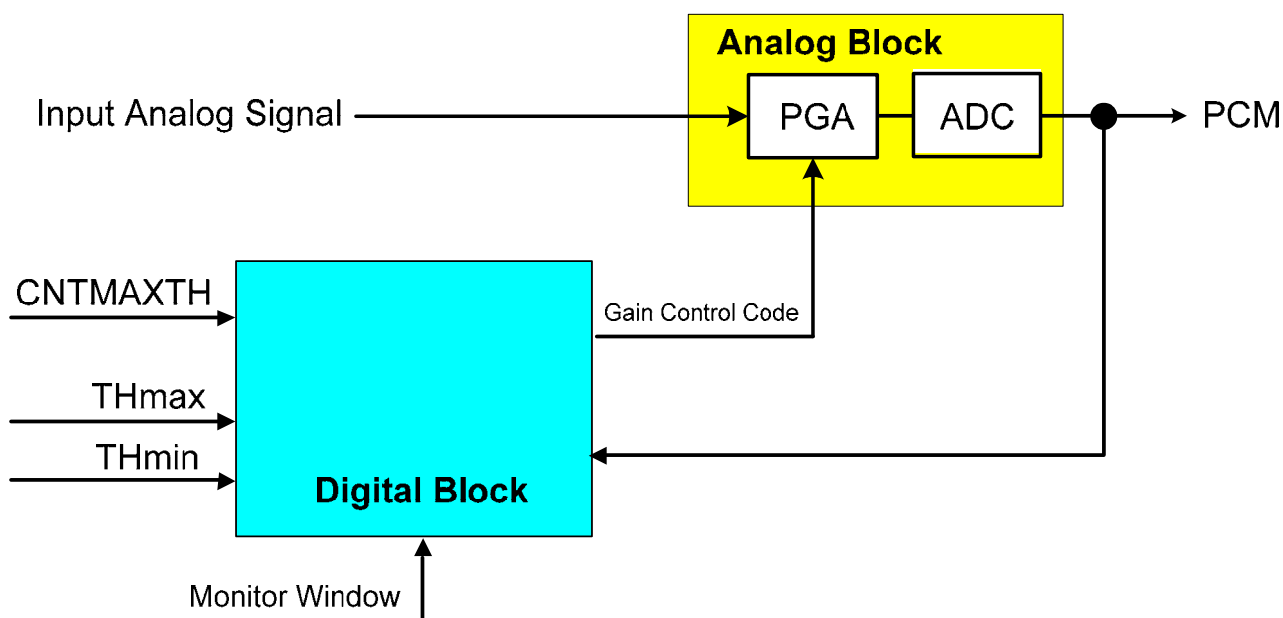 Analog Block
Input Analog Signal
PGA
ADC
PCM
CNTMAXTH
Gain Control Code
THmax
THmin
Digital Block
Monitor Window